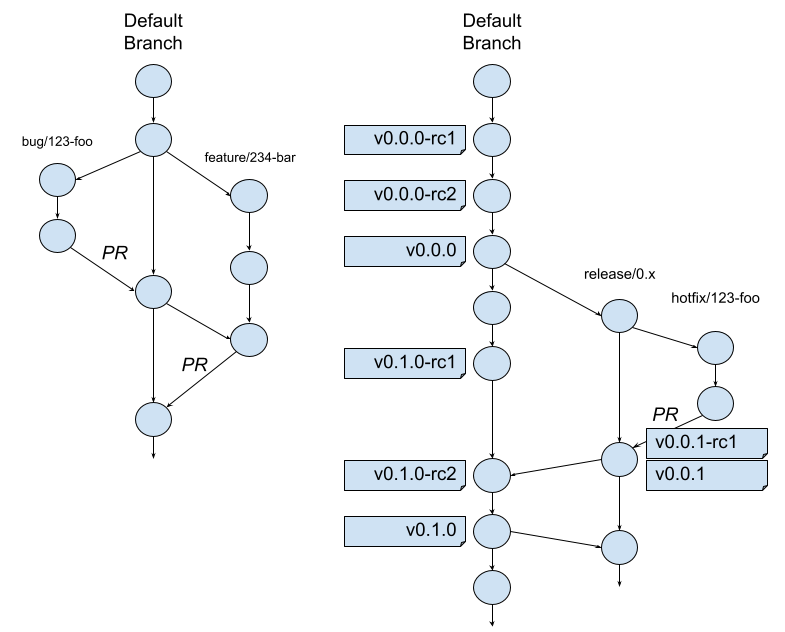 Default
Branch
bug/123-foo
feature/234-bar
PR
PR
Default
Branch
v0.0.0-rc1
v0.0.0-rc2
v0.0.0
release/0.x
hotfix/123-foo
v0.1.0-rc1
PR
v0.0.1-rc1
v0.0.1
v0.1.0-rc2
v0.1.0